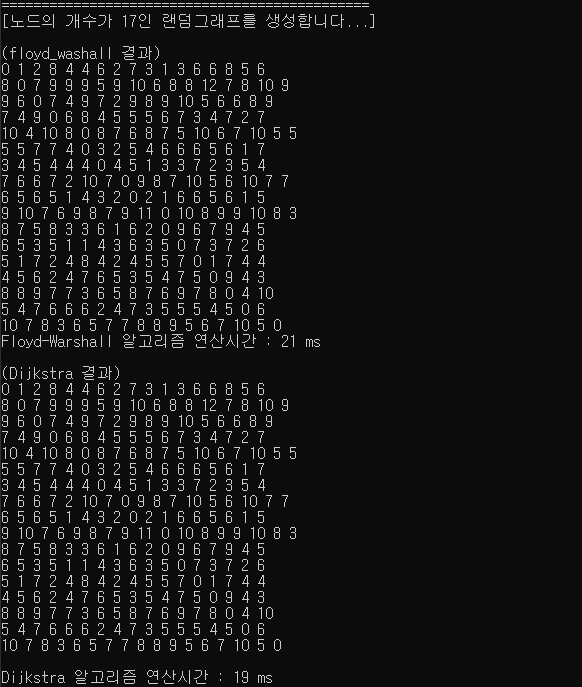 ==============================================
[노드의 개수가 17인 랜덤그래프를 생성합니다...]
(floyd_washall 결과)
0 1 2 8 4 4 6 2 7 3 1 3 6 6 8 5 6
8 0 7 9 9 9 5 9 10 6 8 8 12 7 8 10 9
9 6 0 7 4 9 7 2 9 8 9 10 5 6 6 8 9
7 4 9 0 6 8 4 5 5 5 6 7 3 4 7 2 7
10 4 10 8 0 8 7 6 8 7 5 10 6 7 10 5 5
5 5 7 7 4 0 3 2 5 4 6 6 6 5 6 1 7
3 4 5 4 4 4 0 4 5 1 3 3 7 2 3 5 4
7 6 6 7 2 10 7 0 9 8 7 10 5 6 10 7 7
6 5 6 5 1 4 3 2 0 2 1 6 6 5 6 1 5
9 10 7 6 9 8 7 9 11 0 10 8 9 9 10 8 3
8 7 5 8 3 3 6 1 6 2 0 9 6 7 9 4 5
6 5 3 5 1 1 4 3 6 3 5 0 7 3 7 2 6
5 1 7 2 4 8 4 2 4 5 5 7 0 1 7 4 4
4 5 6 2 4 7 6 5 3 5 4 7 5 0 9 4 3
8 8 9 7 7 3 6 5 8 7 6 9 7 8 0 4 10
5 4 7 6 6 6 2 4 7 3 5 5 5 4 5 0 6
10 7 8 3 6 5 7 7 8 8 9 5 6 7 10 5 0
Floyd-Warshall 알고리즘 연산시간 : 21 ms
(Dijkstra 결과)
0 1 2 8 4 4 6 2 7 3 1 3 6 6 8 5 6
8 0 7 9 9 9 5 9 10 6 8 8 12 7 8 10 9
9 6 0 7 4 9 7 2 9 8 9 10 5 6 6 8 9
7 4 9 0 6 8 4 5 5 5 6 7 3 4 7 2 7
10 4 10 8 0 8 7 6 8 7 5 10 6 7 10 5 5
5 5 7 7 4 0 3 2 5 4 6 6 6 5 6 1 7
3 4 5 4 4 4 0 4 5 1 3 3 7 2 3 5 4
7 6 6 7 2 10 7 0 9 8 7 10 5 6 10 7 7
6 5 6 5 1 4 3 2 0 2 1 6 6 5 6 1 5
9 10 7 6 9 8 7 9 11 0 10 8 9 9 10 8 3
8 7 5 8 3 3 6 1 6 2 0 9 6 7 9 4 5
6 5 3 5 1 1 4 3 6 3 5 0 7 3 7 2 6
5 1 7 2 4 8 4 2 4 5 5 7 0 1 7 4 4
4 5 6 2 4 7 6 5 3 5 4 7 5 0 9 4 3
8 8 9 7 7 3 6 5 8 7 6 9 7 8 0 4 10
5 4 7 6 6 6 2 4 7 3 5 5 5 4 5 0 6
10 7 8 3 6 5 7 7 8 8 9 5 6 7 10 5 0
Dijkstra 알고리즘 연산시간 : 19 ms